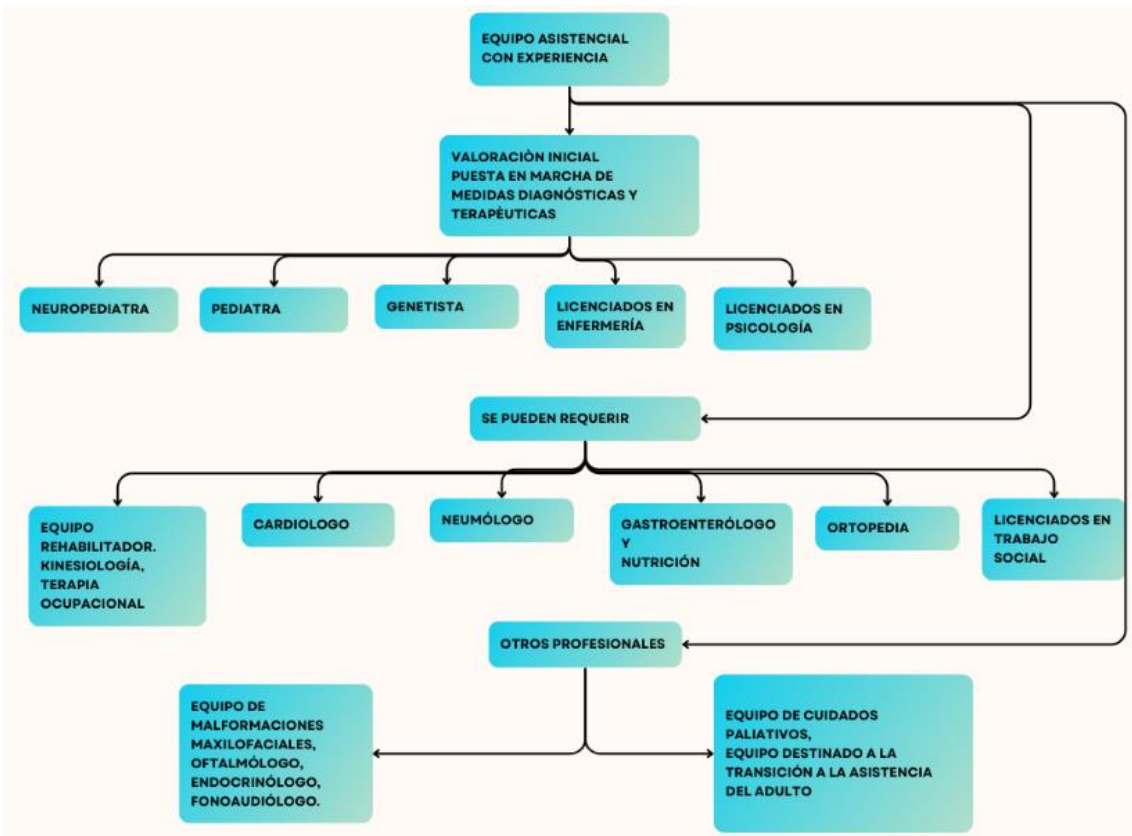 EQUIPO ASISTENCIAL
CON EXPERIENCIA
VALORACIÒN INICIAL
PUESTA EN MARCHA DE
MEDIDAS DIAGNÓSTICAS Y
TERAPÈUTICAS
NEUROPEDIATRA
PEDIATRA
GENETISTA
LICENCIADOS EN
ENFERMERÍA
LICENCIADOS EN
PSICOLOGÍA
SE PUEDEN REQUERIR
EQUIPO
REHABILITADOR.
KINESIOLOGÍA,
TERAPIA
OCUPACIONAL
CARDIOLOGO
NEUMÓLOGO
GASTROENTERÓLOGO
Y
NUTRICIÓN
ORTOPEDIA
LICENCIADOS EN
TRABAJO
SOCIAL
OTROS PROFESIONALES
EQUIPO DE
MALFORMACIONES
MAXILOFACIALES,
OFTALMÓLOGO,
ENDOCRINÓLOGO,
FONOAUDIÓLOGO.
EQUIPO DE CUIDADOS
PALIATIVOS,
EQUIPO DESTINADO A LA
TRANSICIÓN A LA ASISTENCIA
DEL ADULTO